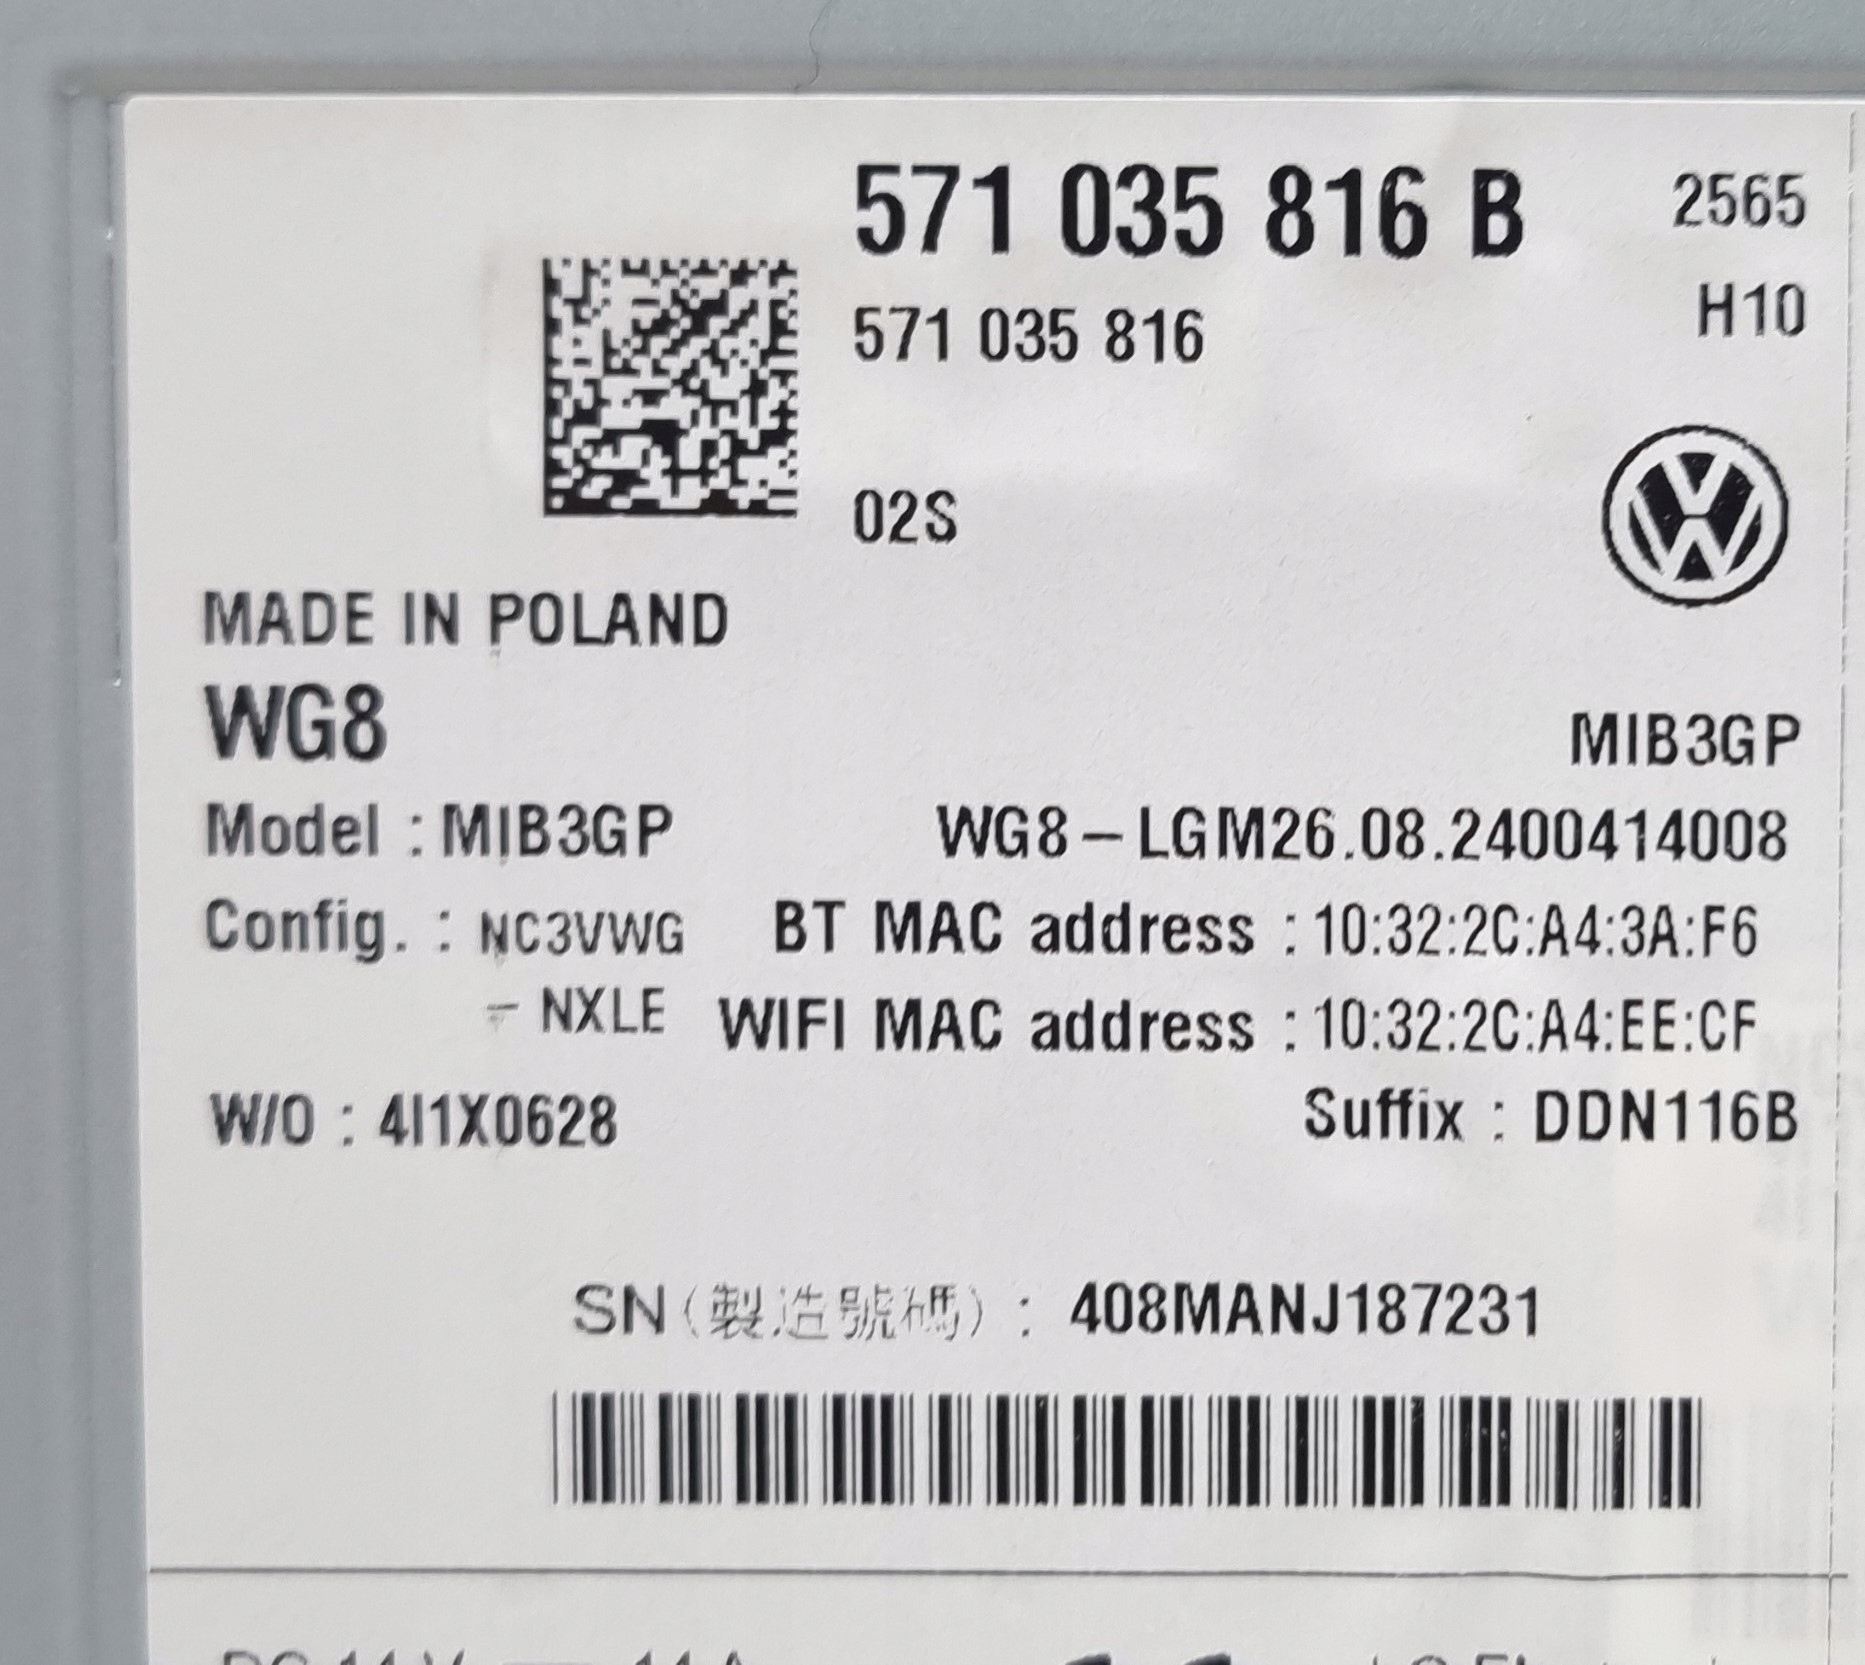 571 035 816 B 2565
571 035 816 H10
02S
MADE IN POLAND
WG8
MIB3GP
Model : MIB3GP WG8-LGM26.08.2400414008
Config. : NC3VWG BT MAC address : 10:32:2C:A4:3A:F6
- NXLE WIFI MAC address : 10:32:2C:A4:EE:CF
W/O : 4I1X0628 Suffix : DDN116B
SN(製造號碼) : 408MANJ187231